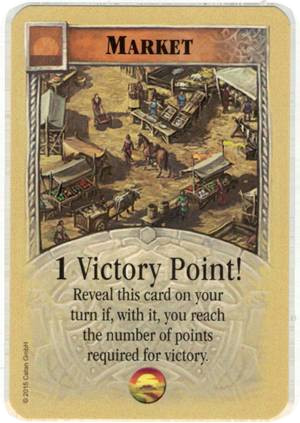 MARKET
1 Victory Point!
Reveal this card on your
turn if, with it, you reach
the number of points
required for victory.
© 2015 Catan GmbH